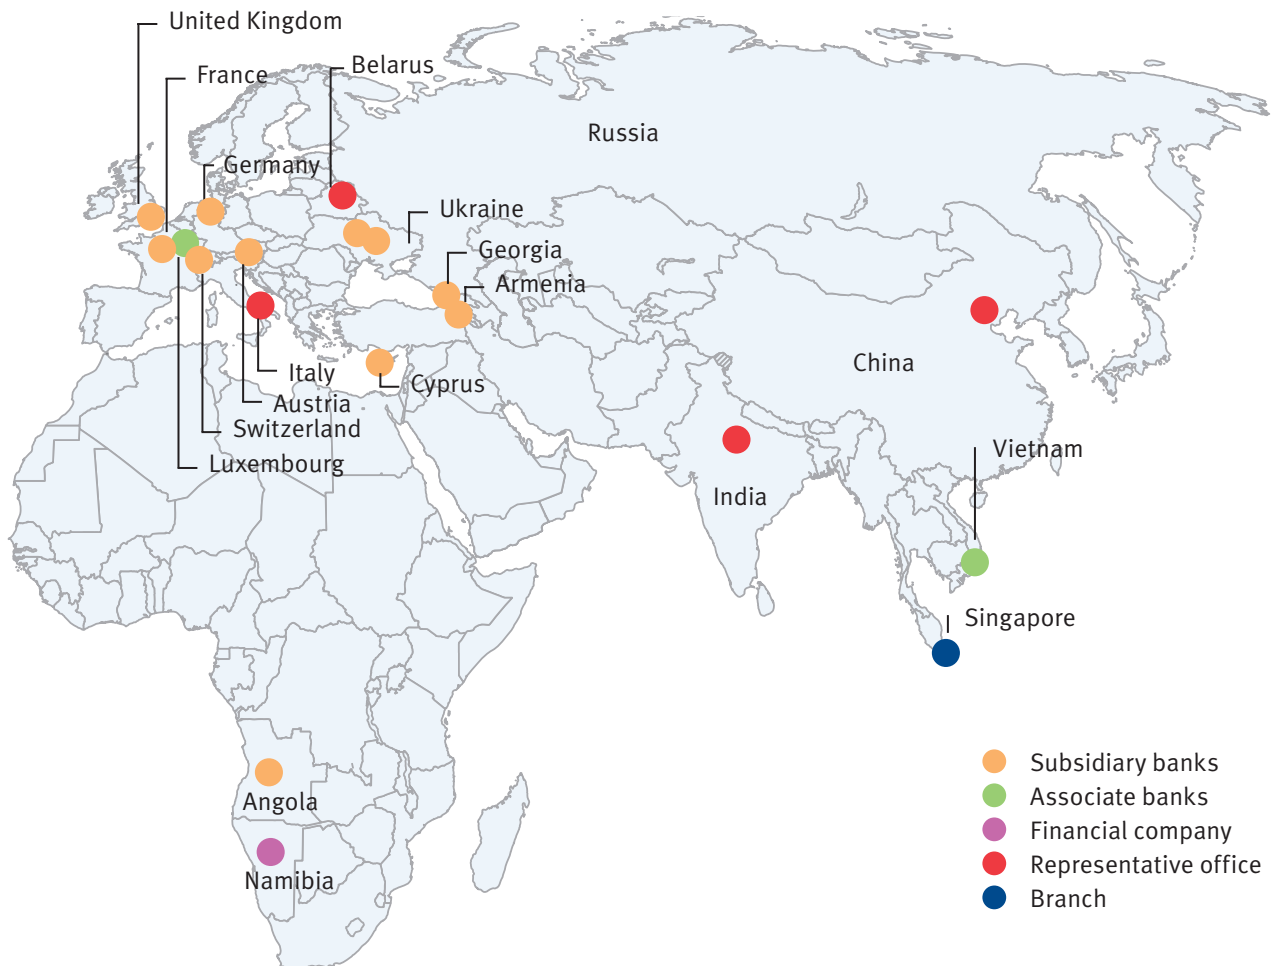 United Kingdom
France
Belarus
Russia
Germany
Ukraine
Georgia
Armenia
China
Italy
Cyprus
Austria
Switzerland
Luxembourg
Vietnam
India
Singapore
Angola
Namibia
Subsidiary banks
Associate banks
Financial company
Representative office
Branch